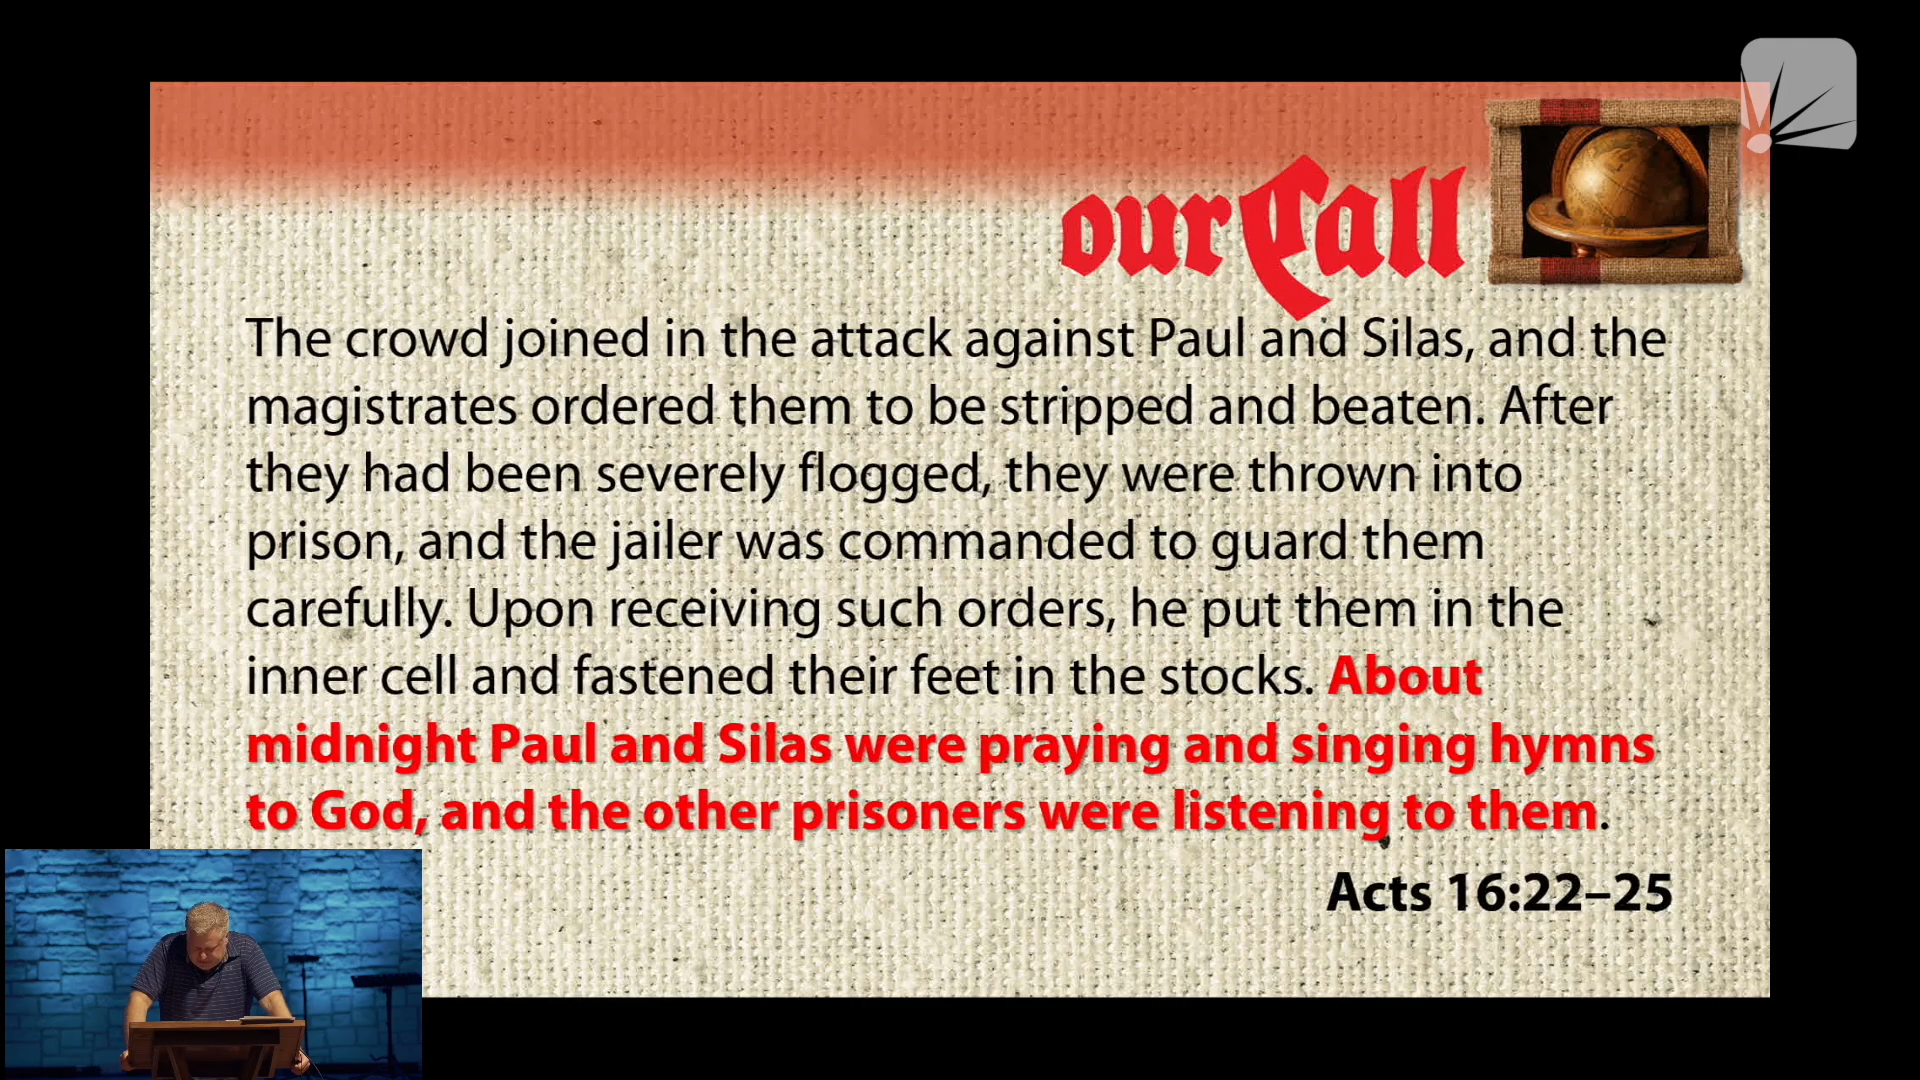 ourCall
The crowd joined in the attack against Paul and Silas, and the
magistrates ordered them to be stripped and beaten. After
they had been severely flogged, they were thrown into
prison, and the jailer was commanded to guard them
carefully. Upon receiving such orders, he put them in the
inner cell and fastened their feet in the stocks. About
midnight Paul and Silas were praying and singing hymns
to God, and the other prisoners were listening to them.
Acts 16:22–25